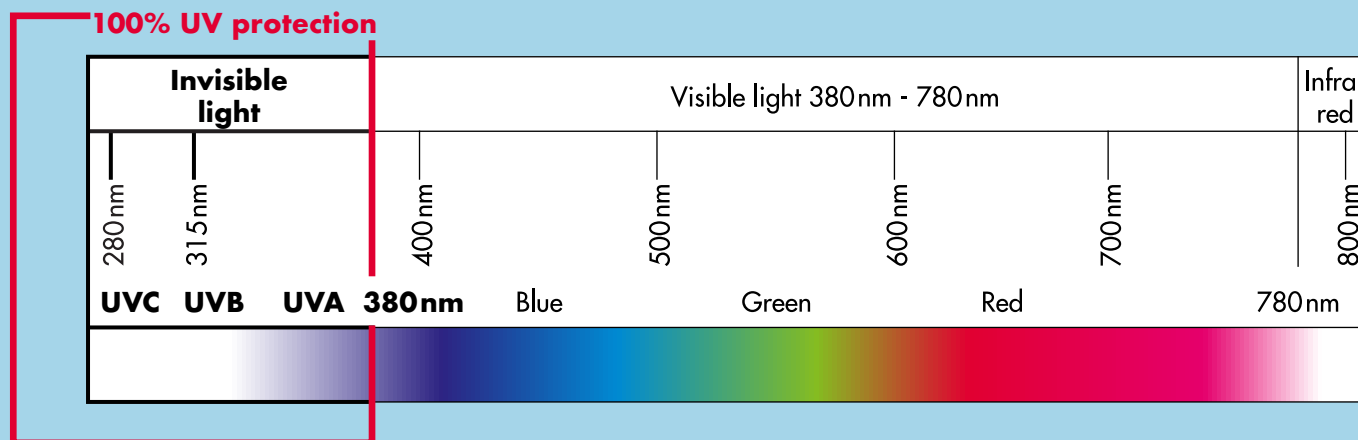 100% UV protection
Invisible
light
Visible light 380nm - 780nm
Infra
red
280nm
315nm
400nm
500nm
600nm
700nm
800nm
UVC UVB UVA 380nm Blue Green Red 780nm